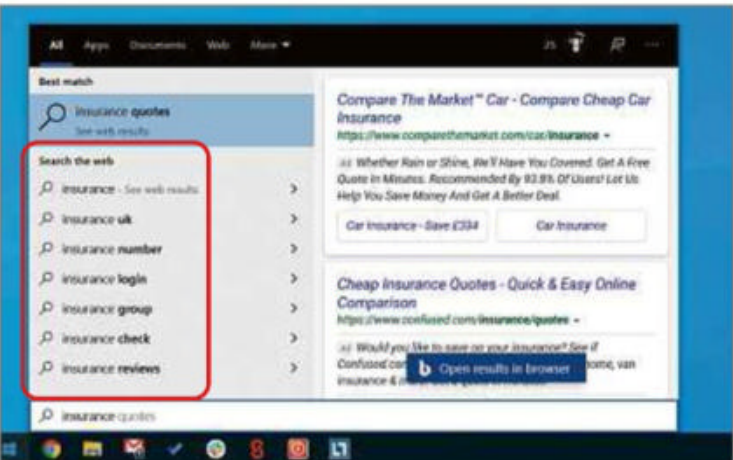 All Apps Documents Web More
25
Best match
insurance quotes
See web results
Search the web
insurance - See web results
insurance uk
insurance number
insurance login
insurance group
insurance check
insurance reviews
insurance quotes
Compare The Market™ Car - Compare Cheap Car
Insurance
https://www.comparethemarket.com/car/insurance
Ad Whether Rain or Shine, We'll Have You Covered. Get A Free
Quote In Minutes. Recommended By 93.8% Of Users! Let Us
Help You Save Money And Get A Better Deal.
Car Insurance - Save £334 Car Insurance
Cheap Insurance Quotes - Quick & Easy Online
Comparison
https://www.confused.com/insurance/quotes
Ad Would you like to save on your insurance? See if
Confused home, van
insurance &
Open results in browser